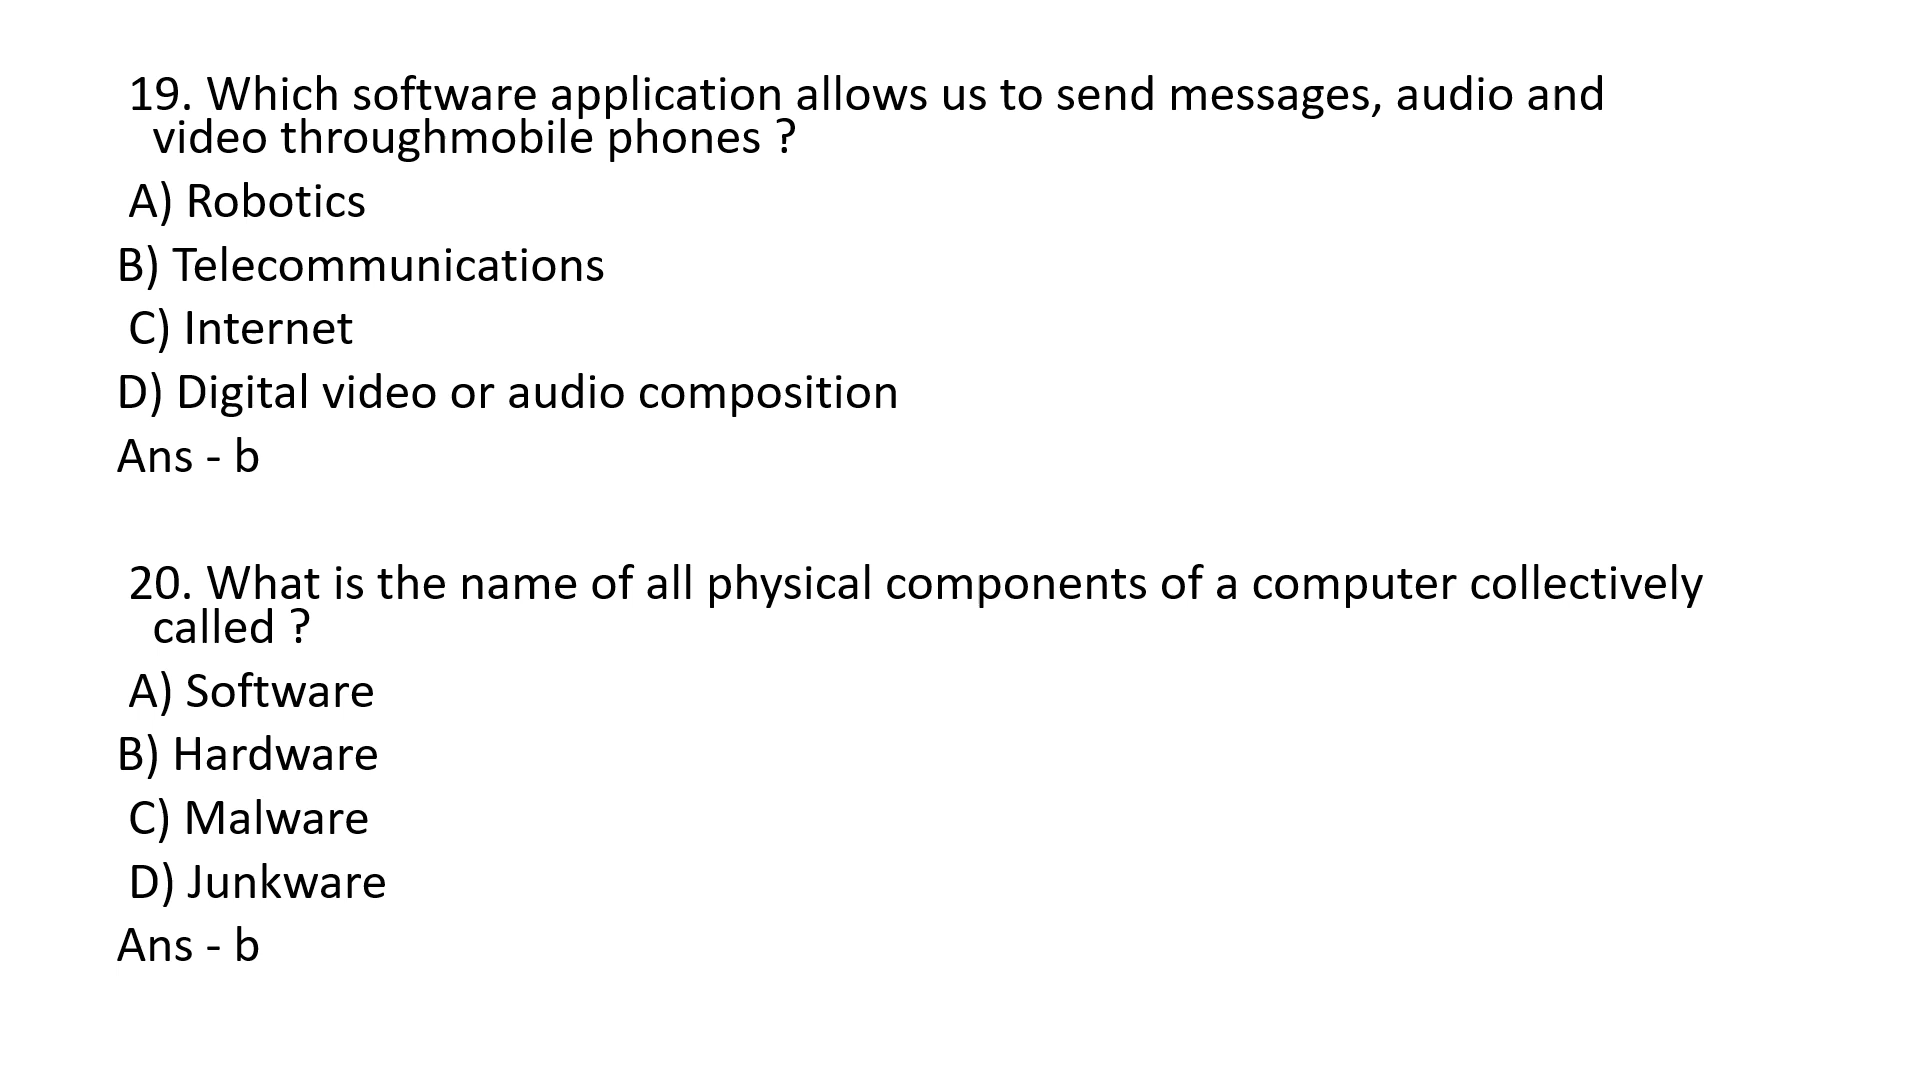 19. Which software application allows us to send messages, audio and
video throughmobile phones ?
A) Robotics
B) Telecommunications
C) Internet
D) Digital video or audio composition
Ans - b
20. What is the name of all physical components of a computer collectively
called ?
A) Software
B) Hardware
C) Malware
D) Junkware
Ans - b